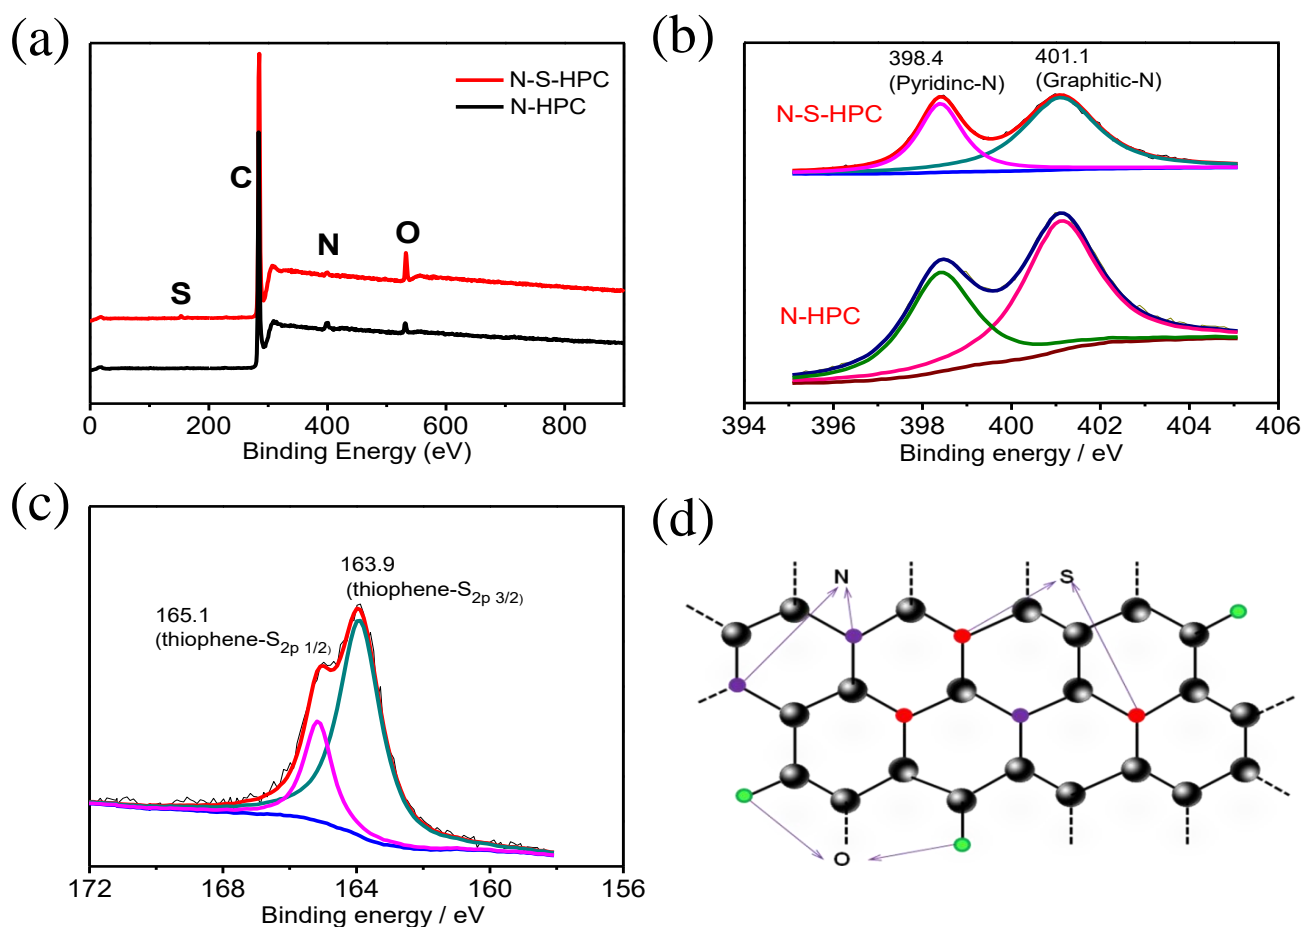 (a)
N-S-HPC
N-HPC
C
N
O
S
0 200 400 600 800
Binding Energy (eV)
(b)
398.4
(Pyridinc-N)
401.1
(Graphitic-N)
N-S-HPC
N-HPC
394 396 398 400 402 404 406
Binding energy / eV
(c)
163.9
(thiophene-S2p 3/2)
165.1
(thiophene-S2p 1/2)
172 168 164 160 156
Binding energy / eV
(d)
N
S
O